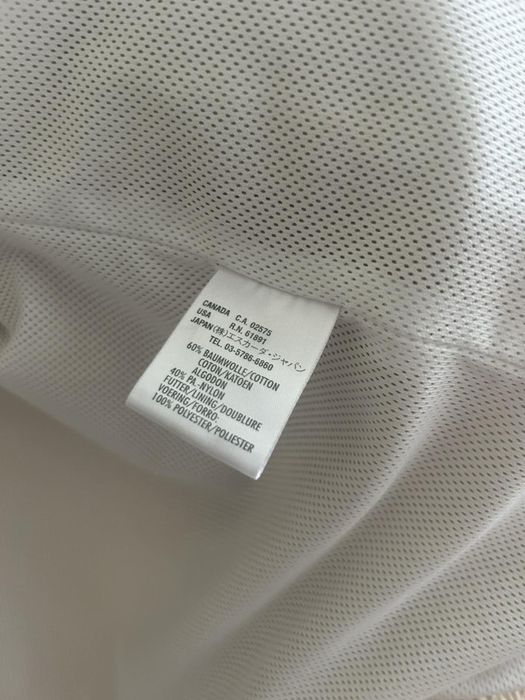 CANADA C.A. 02575
USA R.N. 61891
JAPAN(株)エスカーダ・ジャパン
TEL. 03-5786-6860
60% BAUMWOLLE/COTTON
COTON/KATOEN
ALGODON
40% PA.-NYLON
FUTTER/LINING/DOUBLURE
VOERING/FORRO:
100% POLYESTER/POLIESTER